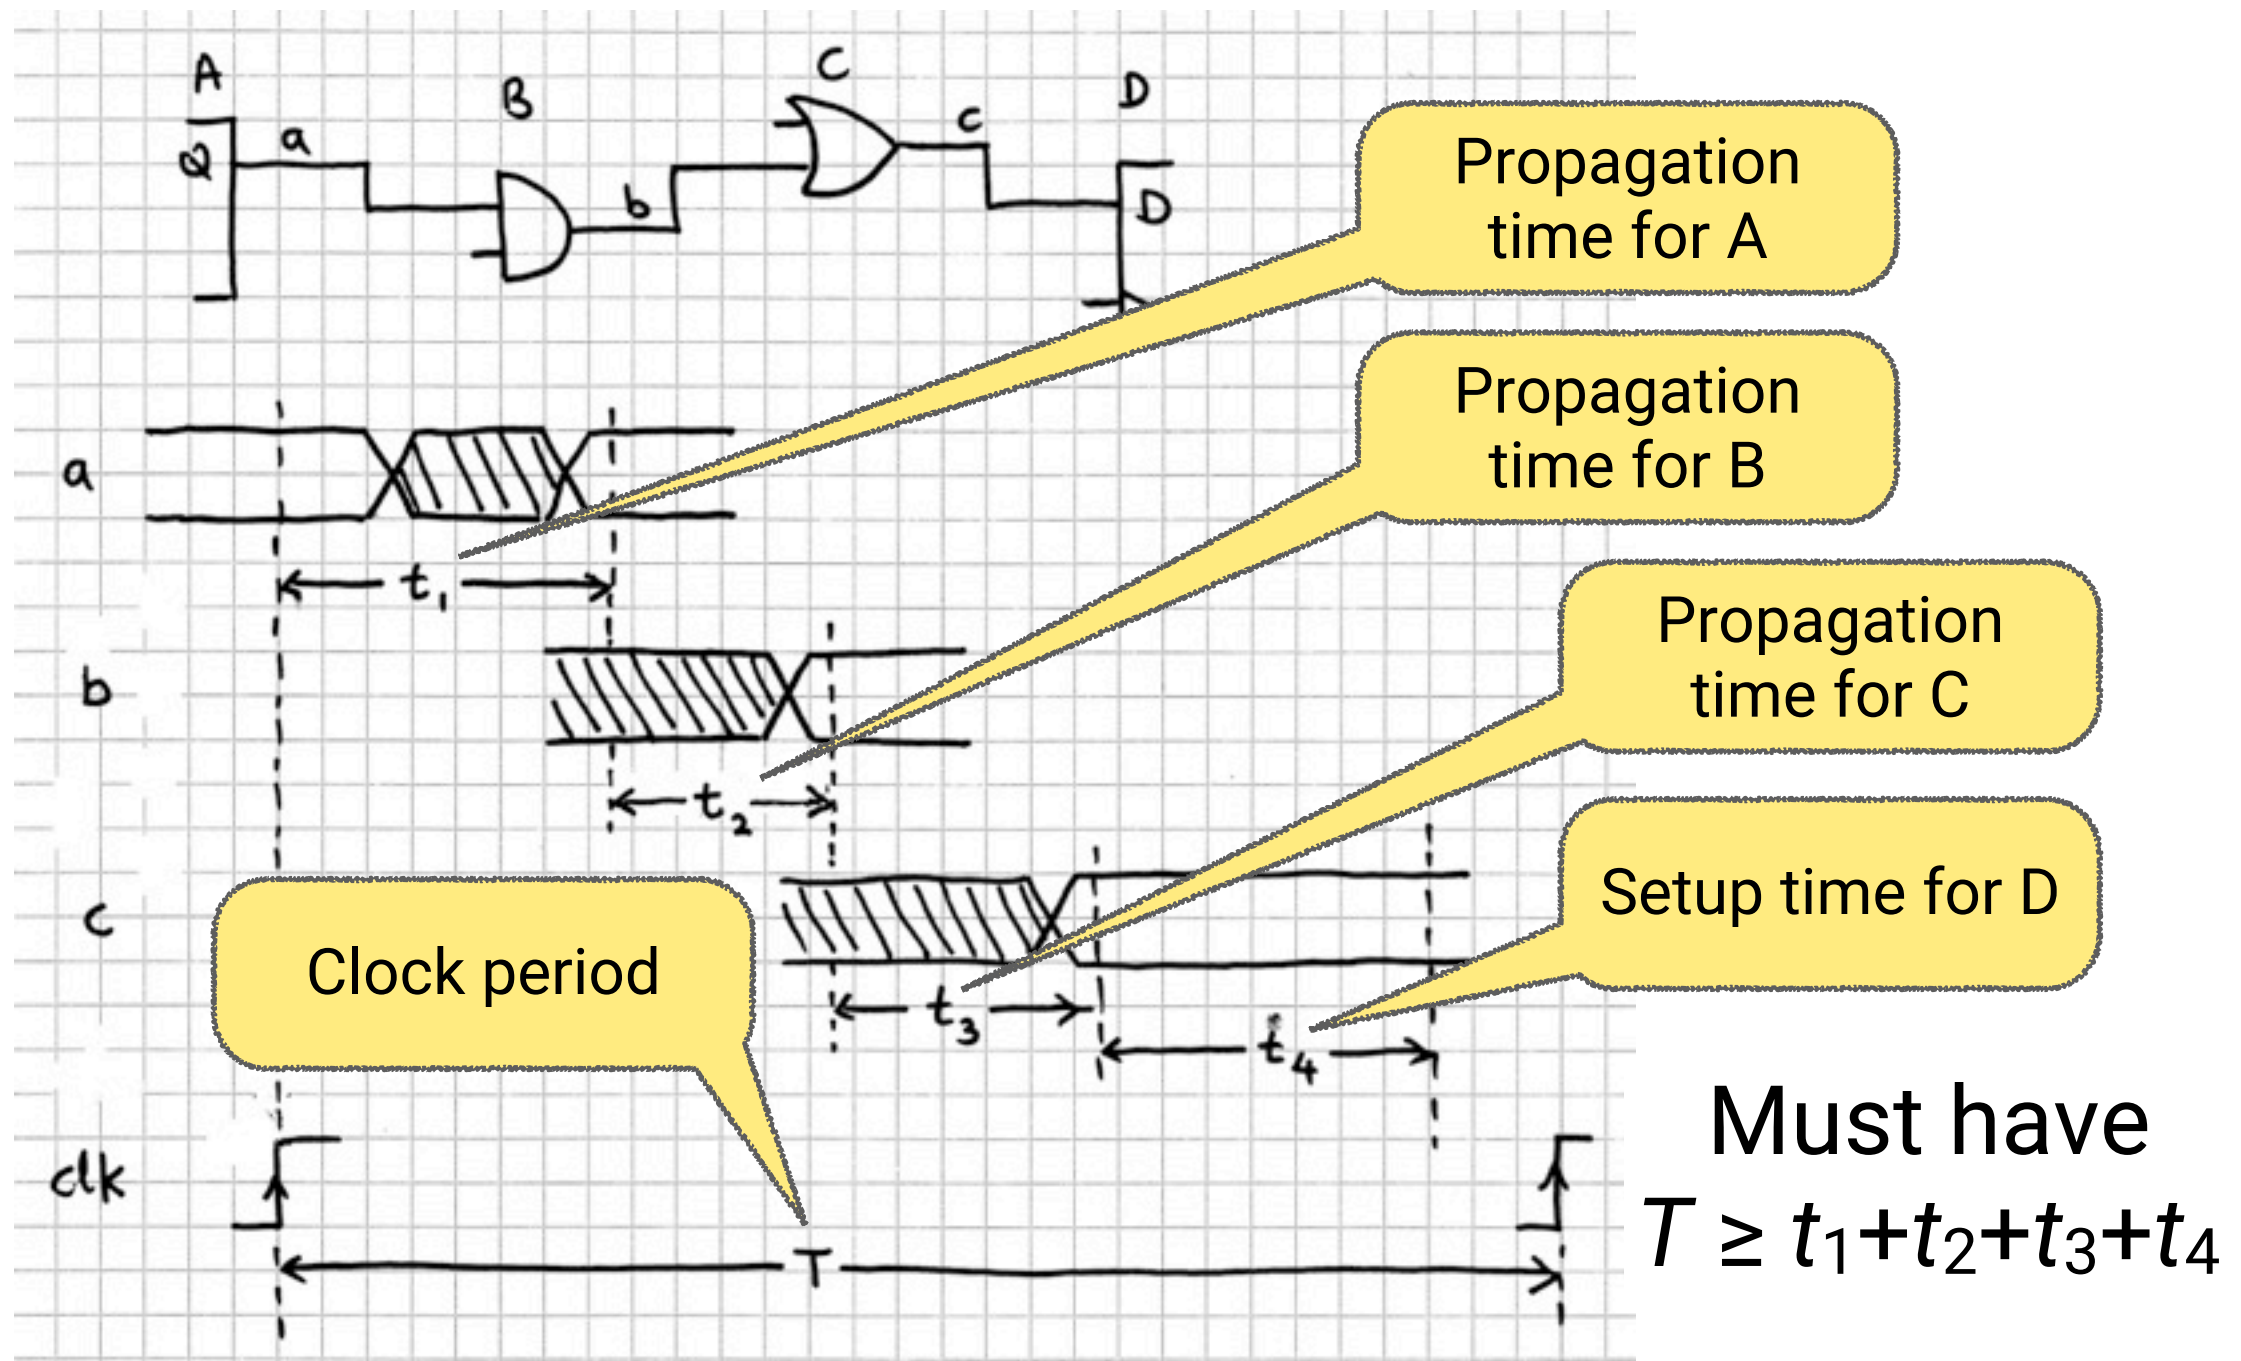 A
B
C
D
Q
a
b
c
D
Propagation
time for A
Propagation
time for B
Propagation
time for C
Setup time for D
Clock period
a
t1
b
t2
c
t3
t4
clk
T
Must have
T ≥ t1+t2+t3+t4